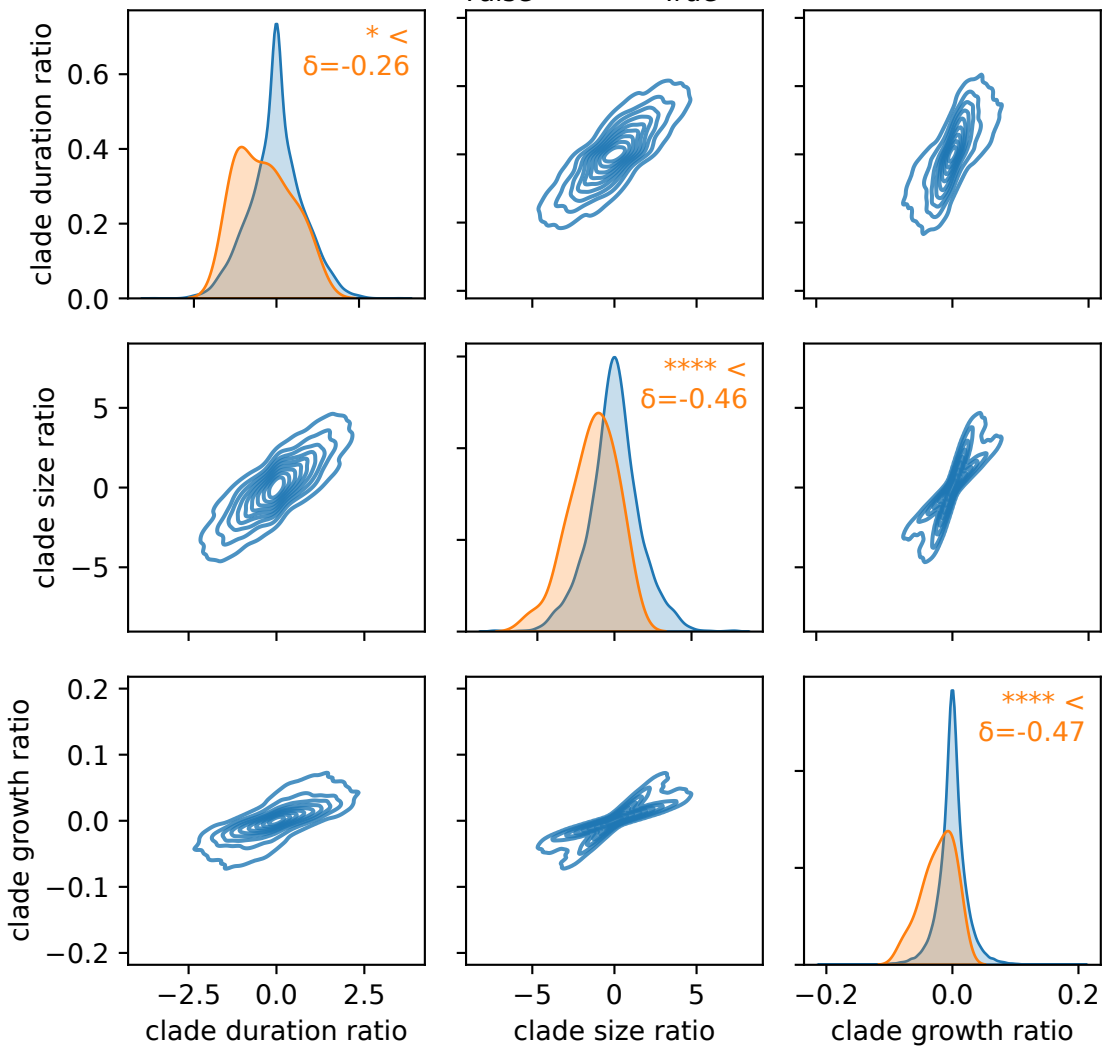 clade duration ratio
0.6
0.4
0.2
0.0
* <
δ=-0.26
clade size ratio
5
0
−5
**** <
δ=-0.46
clade growth ratio
0.2
0.1
0.0
−0.1
−0.2
**** <
δ=-0.47
−2.5 0.0 2.5
−5 0 5
−0.2 0.0 0.2
clade duration ratio
clade size ratio
clade growth ratio